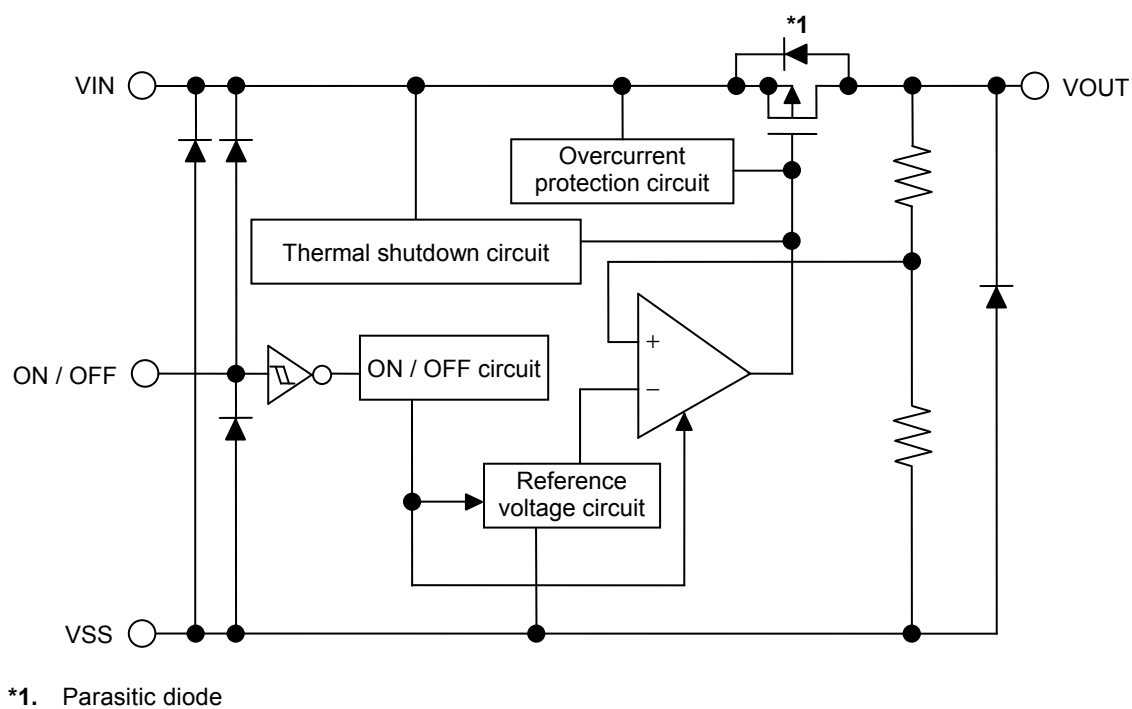 *1
VIN
VOUT
Overcurrent
protection circuit
Thermal shutdown circuit
+
ON / OFF
ON / OFF circuit
−
Reference
voltage circuit
VSS
*1. Parasitic diode